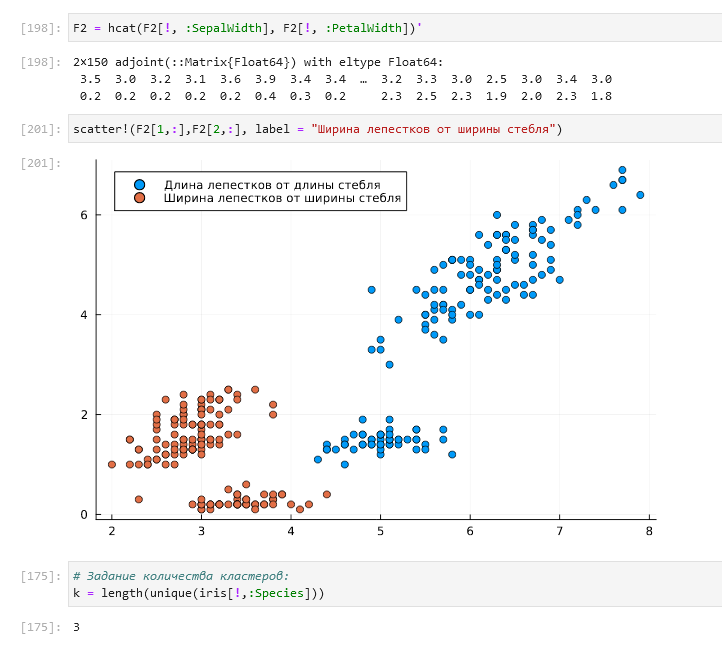 [198]: F2 = hcat(F2[!, :SepalWidth], F2[!, :PetalWidth])'
[198]: 2×150 adjoint(::Matrix{Float64}) with eltype Float64:
3.5 3.0 3.2 3.1 3.6 3.9 3.4 3.4 … 3.2 3.3 3.0 2.5 3.0 3.4 3.0
0.2 0.2 0.2 0.2 0.2 0.4 0.3 0.2 2.3 2.5 2.3 1.9 2.0 2.3 1.8
[201]: scatter!(F2[1,:],F2[2,:], label = "Ширина лепестков от ширины стебля")
[201]:
Длина лепестков от длины стебля
Ширина лепестков от ширины стебля
6
4
2
0
2 3 4 5 6 7 8
[175]: # Задание количества кластеров:
k = length(unique(iris[!,:Species]))
[175]: 3